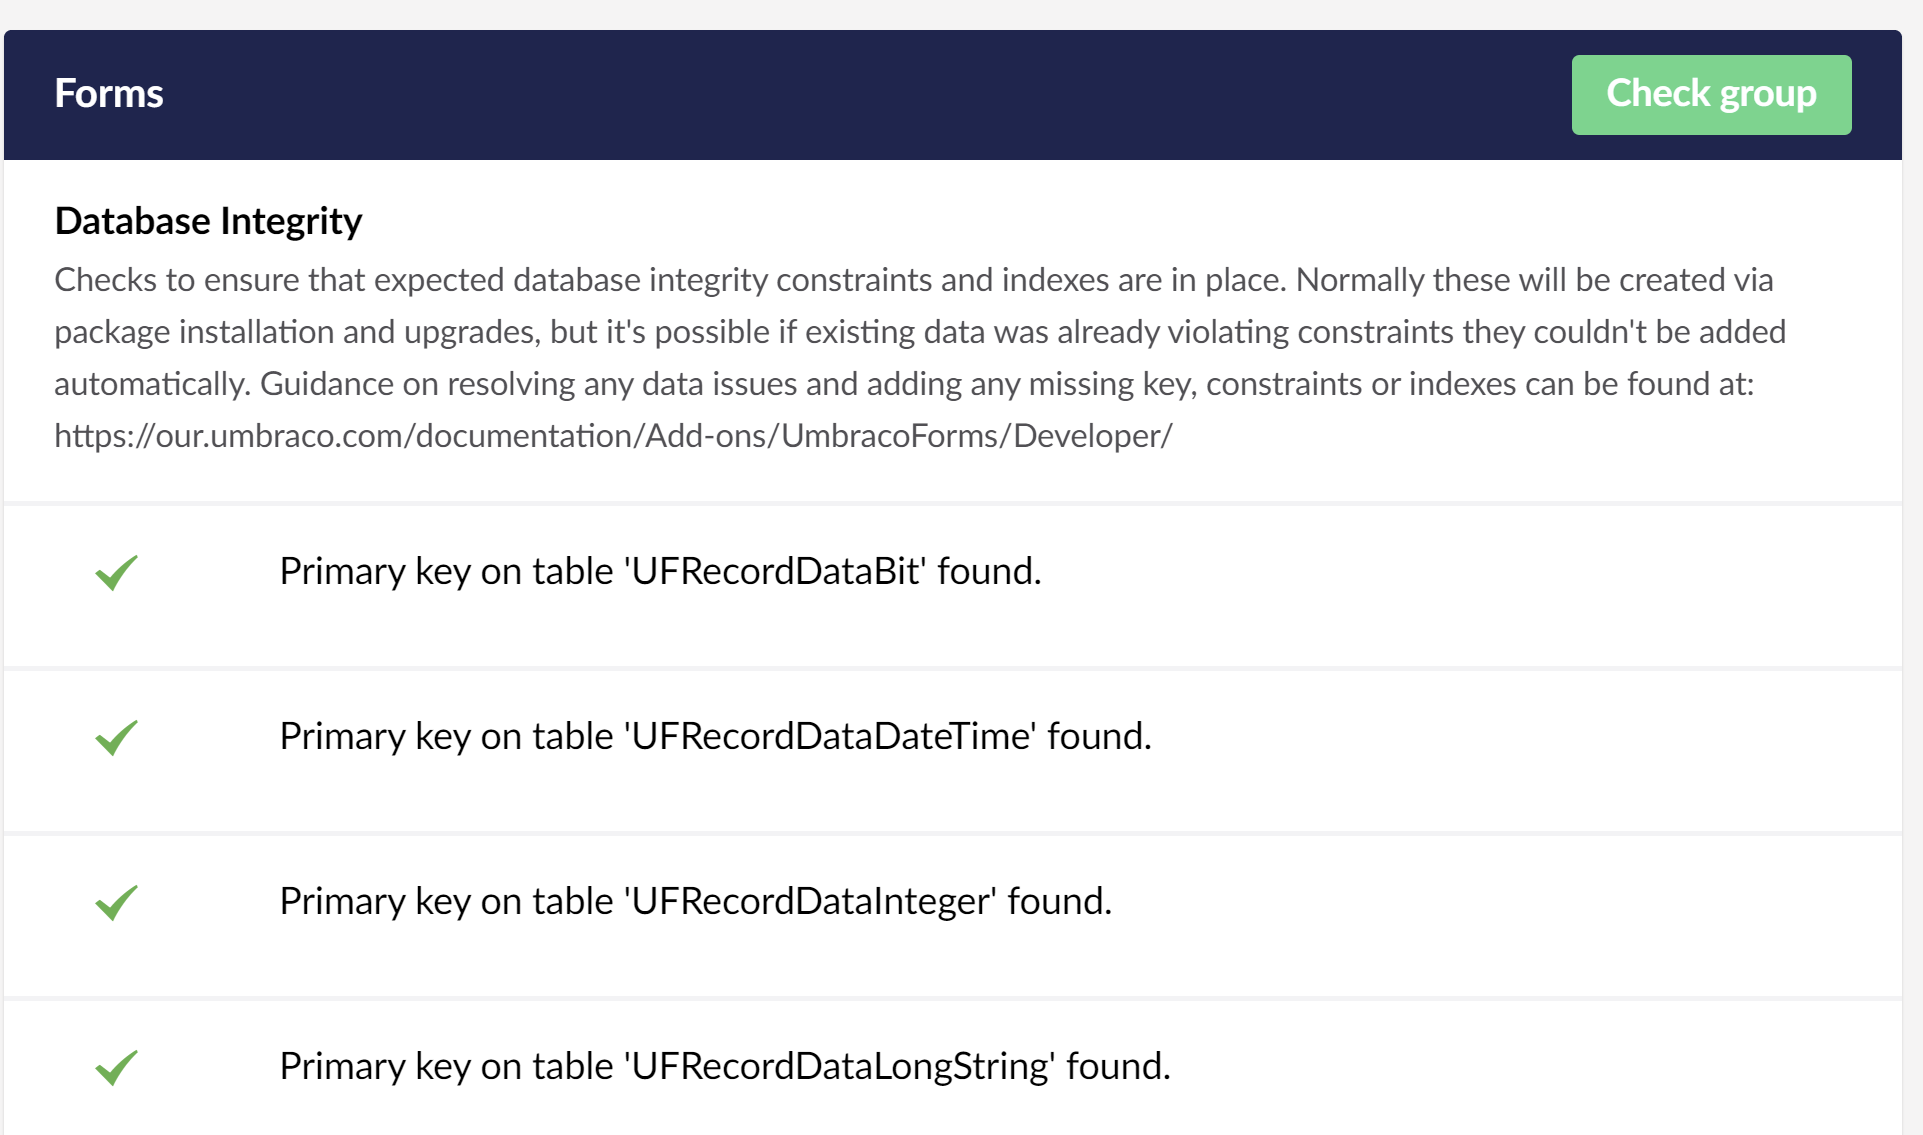 Forms
Check group
Database Integrity
Checks to ensure that expected database integrity constraints and indexes are in place. Normally these will be created via
package installation and upgrades, but it's possible if existing data was already violating constraints they couldn't be added
automatically. Guidance on resolving any data issues and adding any missing key, constraints or indexes can be found at:
https://our.umbraco.com/documentation/Add-ons/UmbracoForms/Developer/
Primary key on table 'UFRecordDataBit' found.
Primary key on table 'UFRecordDataDateTime' found.
Primary key on table 'UFRecordDataInteger' found.
Primary key on table 'UFRecordDataLongString' found.